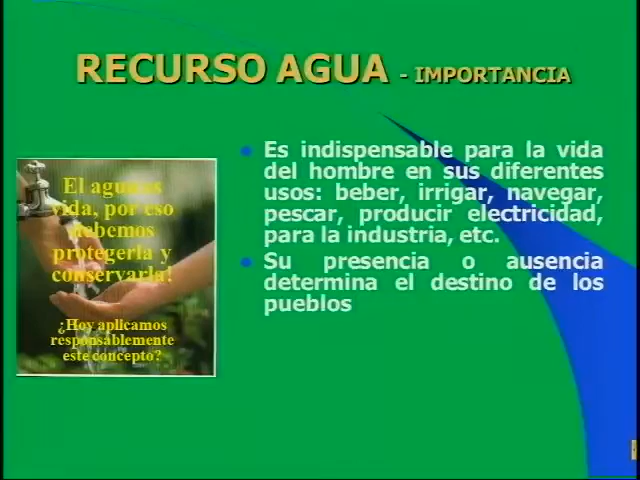 RECURSO AGUA - IMPORTANCIA
El agua es
vida, por eso
debemos
protegerla y
conservarla!
¿Hoy aplicamos
responsablemente
este concepto?
Es indispensable para la vida
del hombre en sus diferentes
usos: beber, irrigar, navegar,
pescar, producir electricidad,
para la industria, etc.
Su presencia o ausencia
determina el destino de los
pueblos